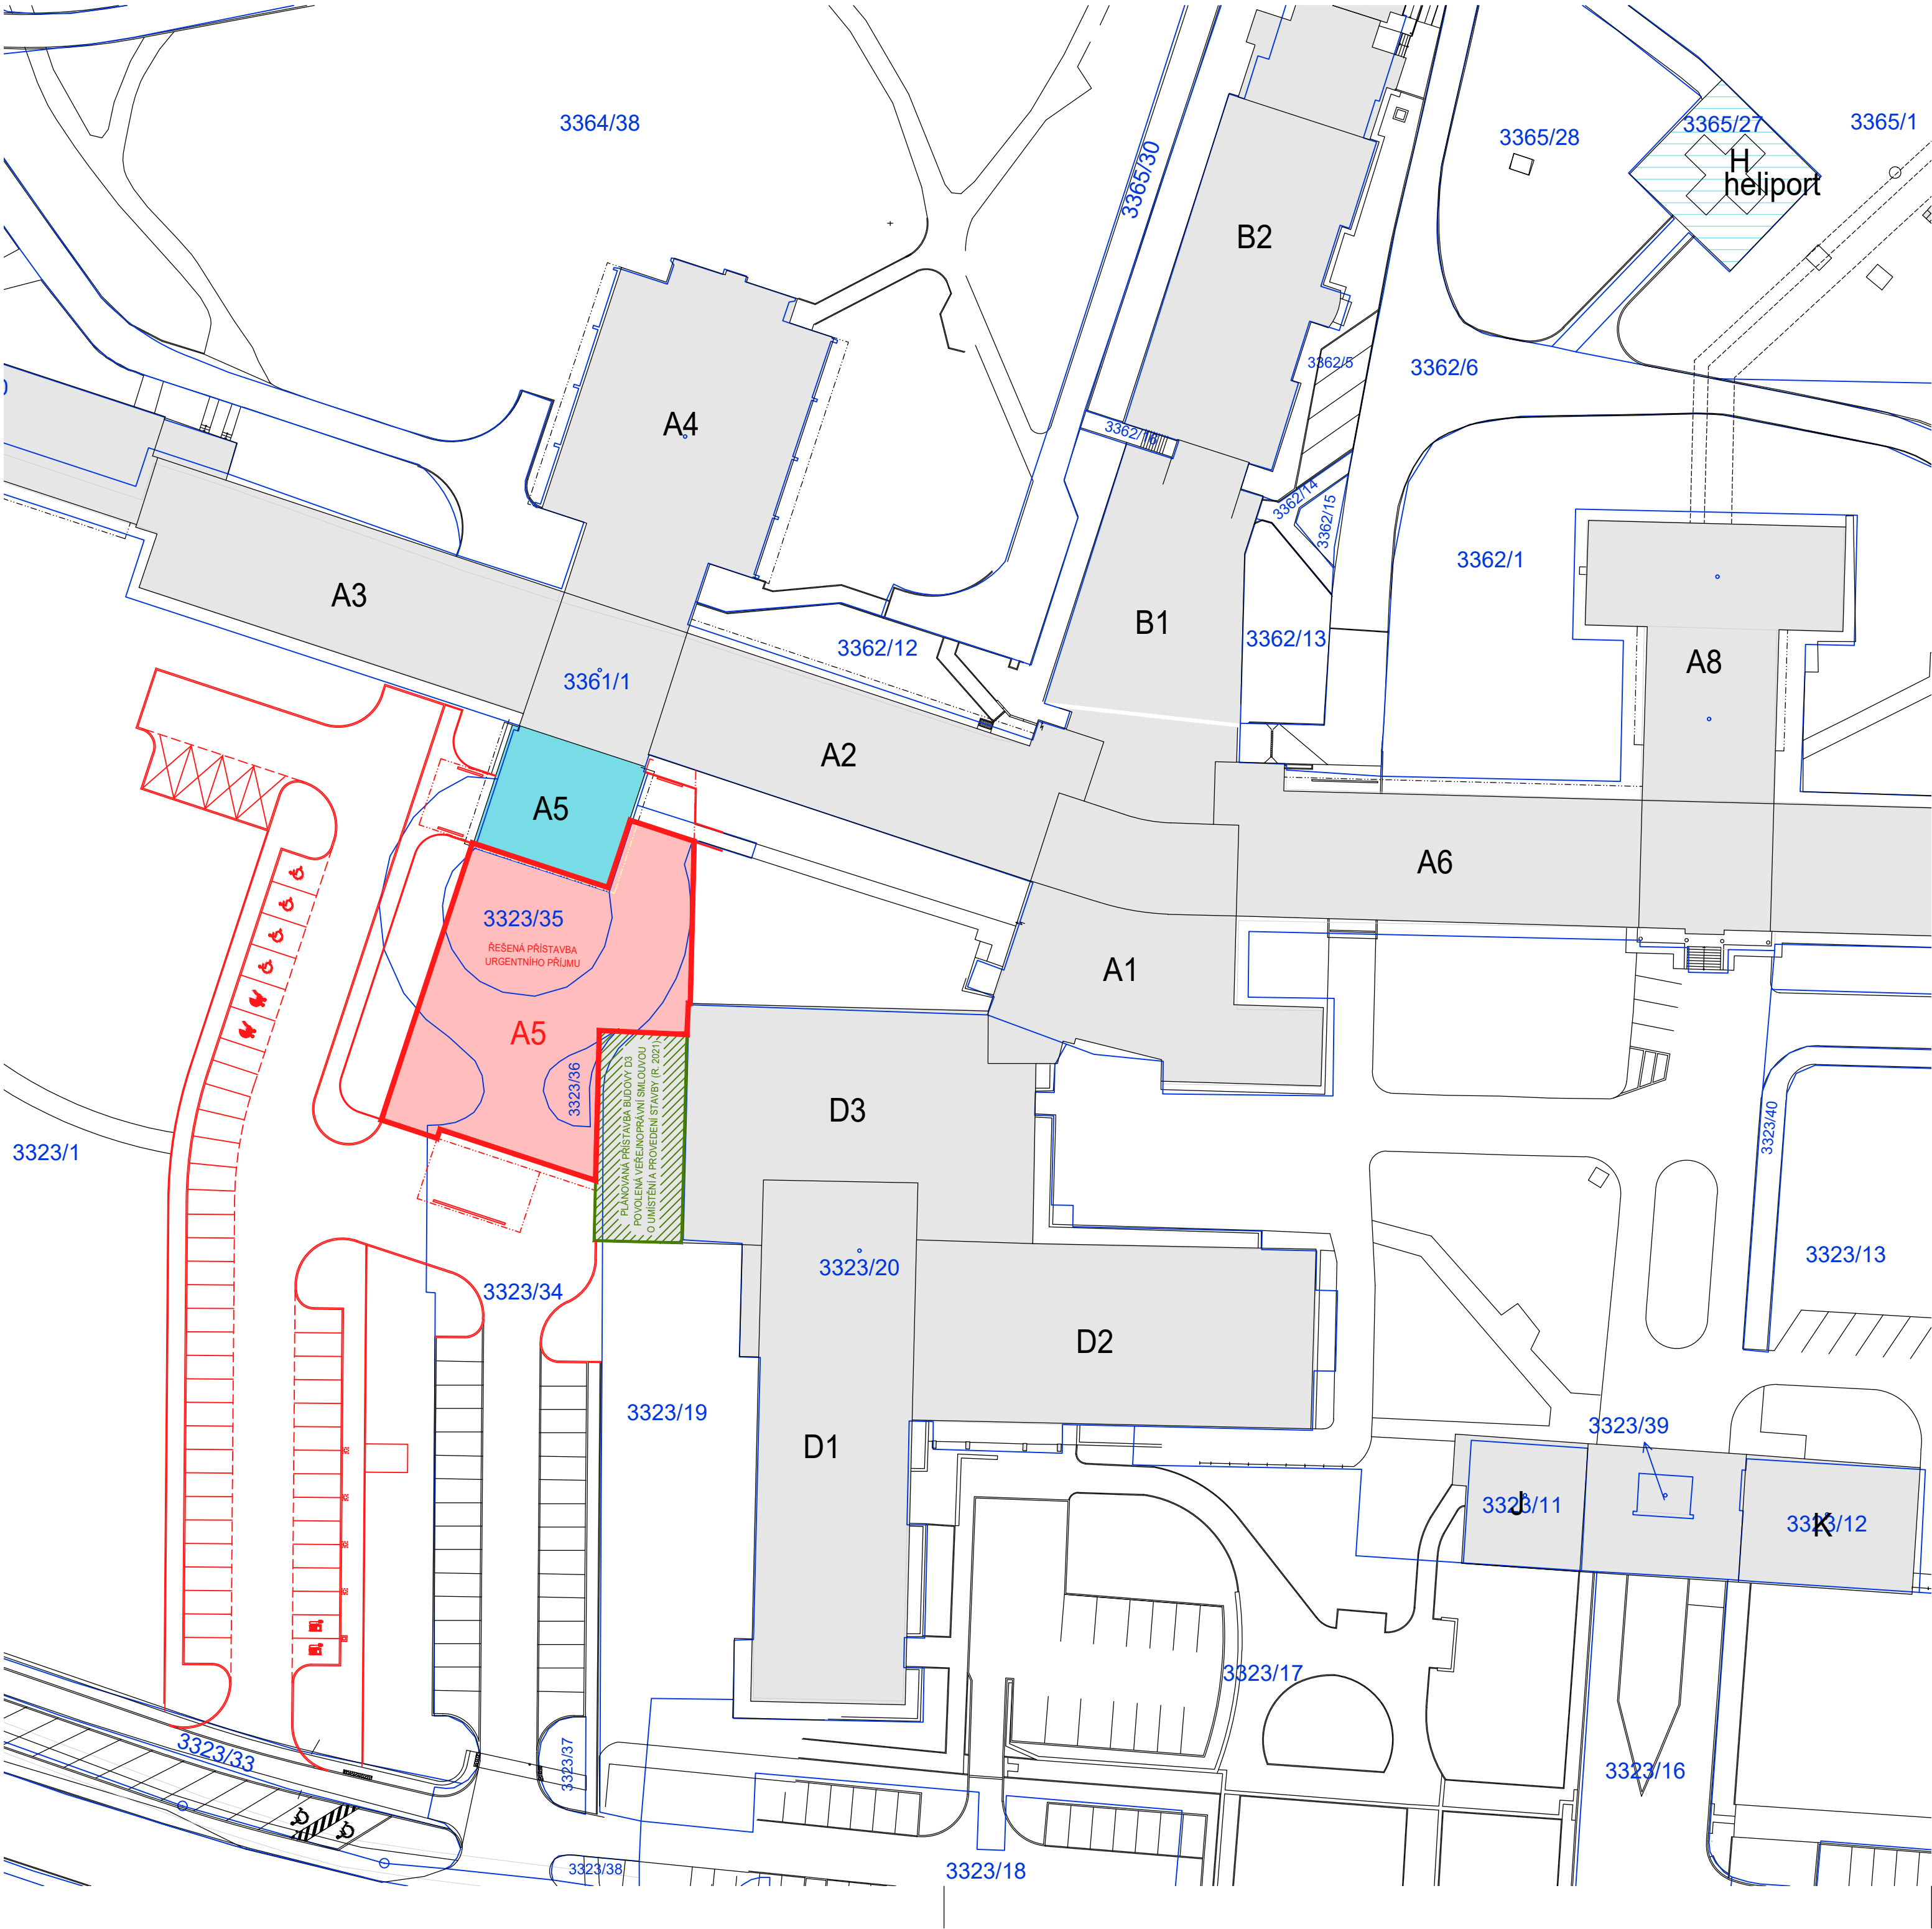 3364/38
3365/30
3365/28
3365/27
3365/1
H
heliport
B2
3362/5
3362/6
A4
3362/16
3362/14
3362/15
3362/1
A3
B1
3362/12
3362/13
A8
3361/1
A2
A5
A6
3323/35
ŘEŠENÁ PŘÍSTAVBA
URGENTNÍHO PŘÍJMU
A1
A5
3323/36
PLÁNOVANÁ PŘÍSTAVBA BUDOVY D3
POVOLENÁ VEŘEJNOPRÁVNÍ SMLOUVOU
O UMÍSTĚNÍ A PROVEDENÍ STAVBY (R. 2021)
D3
3323/40
3323/1
3323/13
3323/20
3323/34
D2
3323/19
D1
3323/39
J
3323/11
K
3323/12
3323/17
3323/33
3323/37
3323/16
3323/38
3323/18